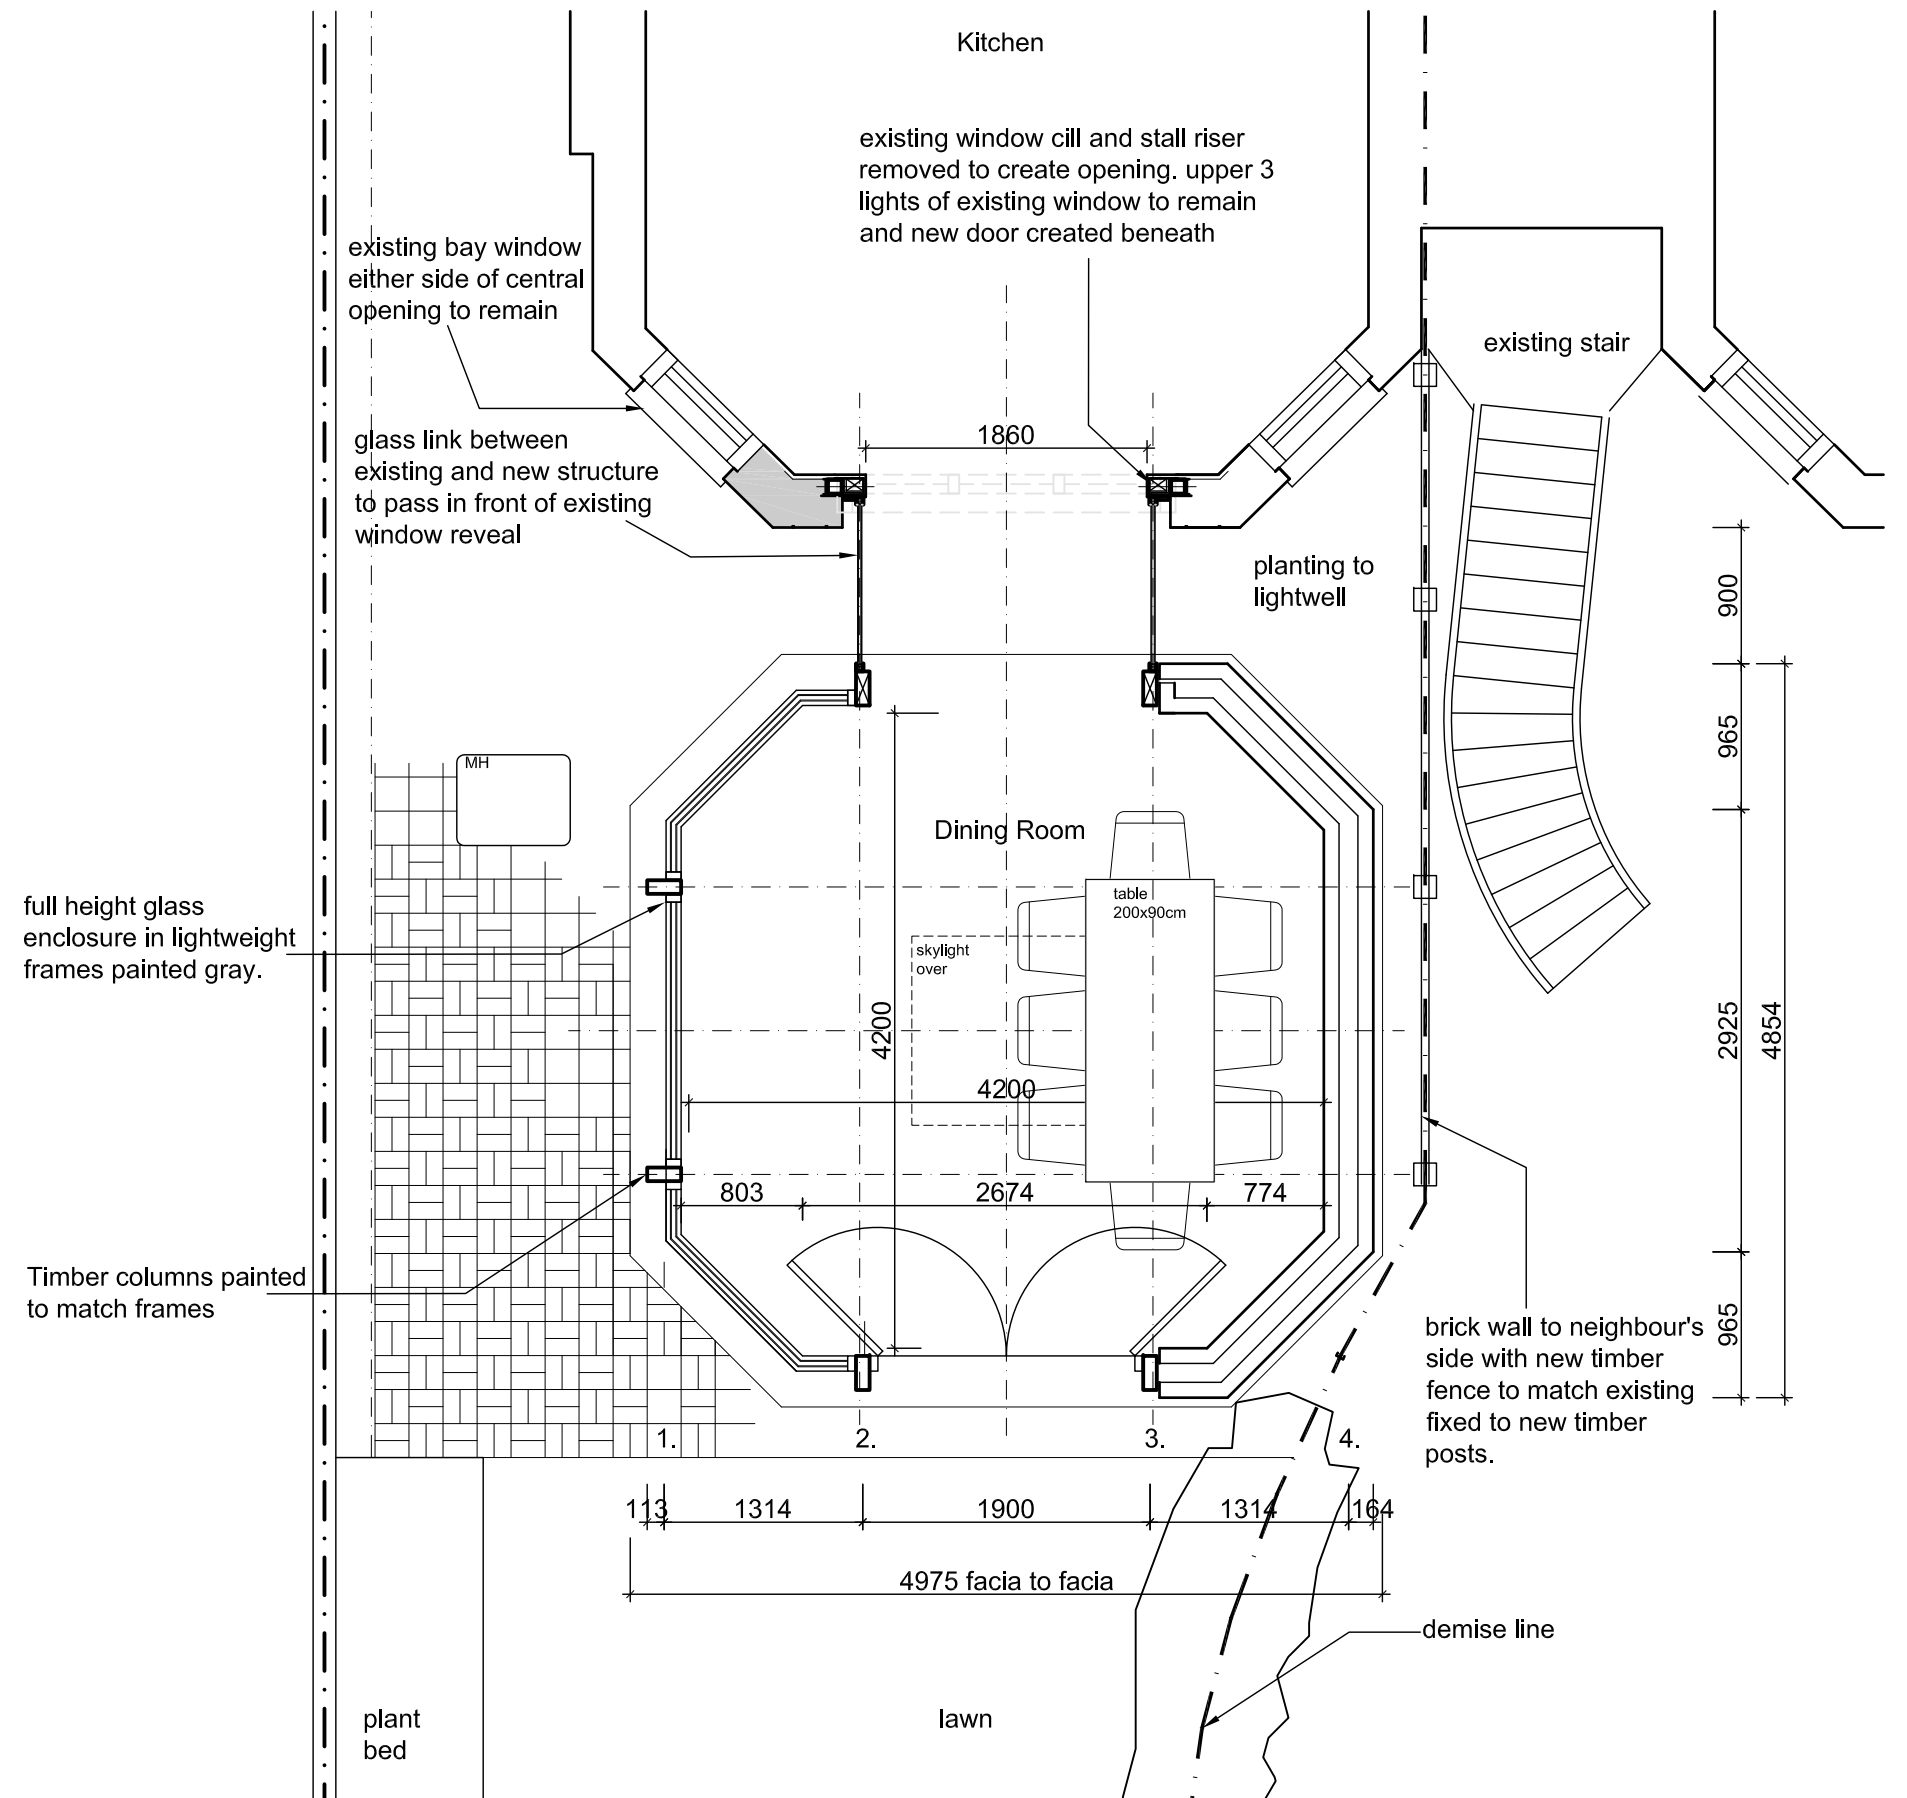 Kitchen
existing window cill and stall riser
removed to create opening. upper 3
lights of existing window to remain
and new door created beneath
existing bay window
either side of central
opening to remain
existing stair
glass link between
existing and new structure
to pass in front of existing
window reveal
1860
planting to
lightwell
900
965
2925
4854
965
MH
Dining Room
table
200x90cm
skylight
over
full height glass
enclosure in lightweight
frames painted gray.
4200
4200
803
2674
774
Timber columns painted
to match frames
brick wall to neighbour's
side with new timber
fence to match existing
fixed to new timber
posts.
1.
2.
3.
4.
113
1314
1900
1314
164
4975 facia to facia
demise line
plant
bed
lawn